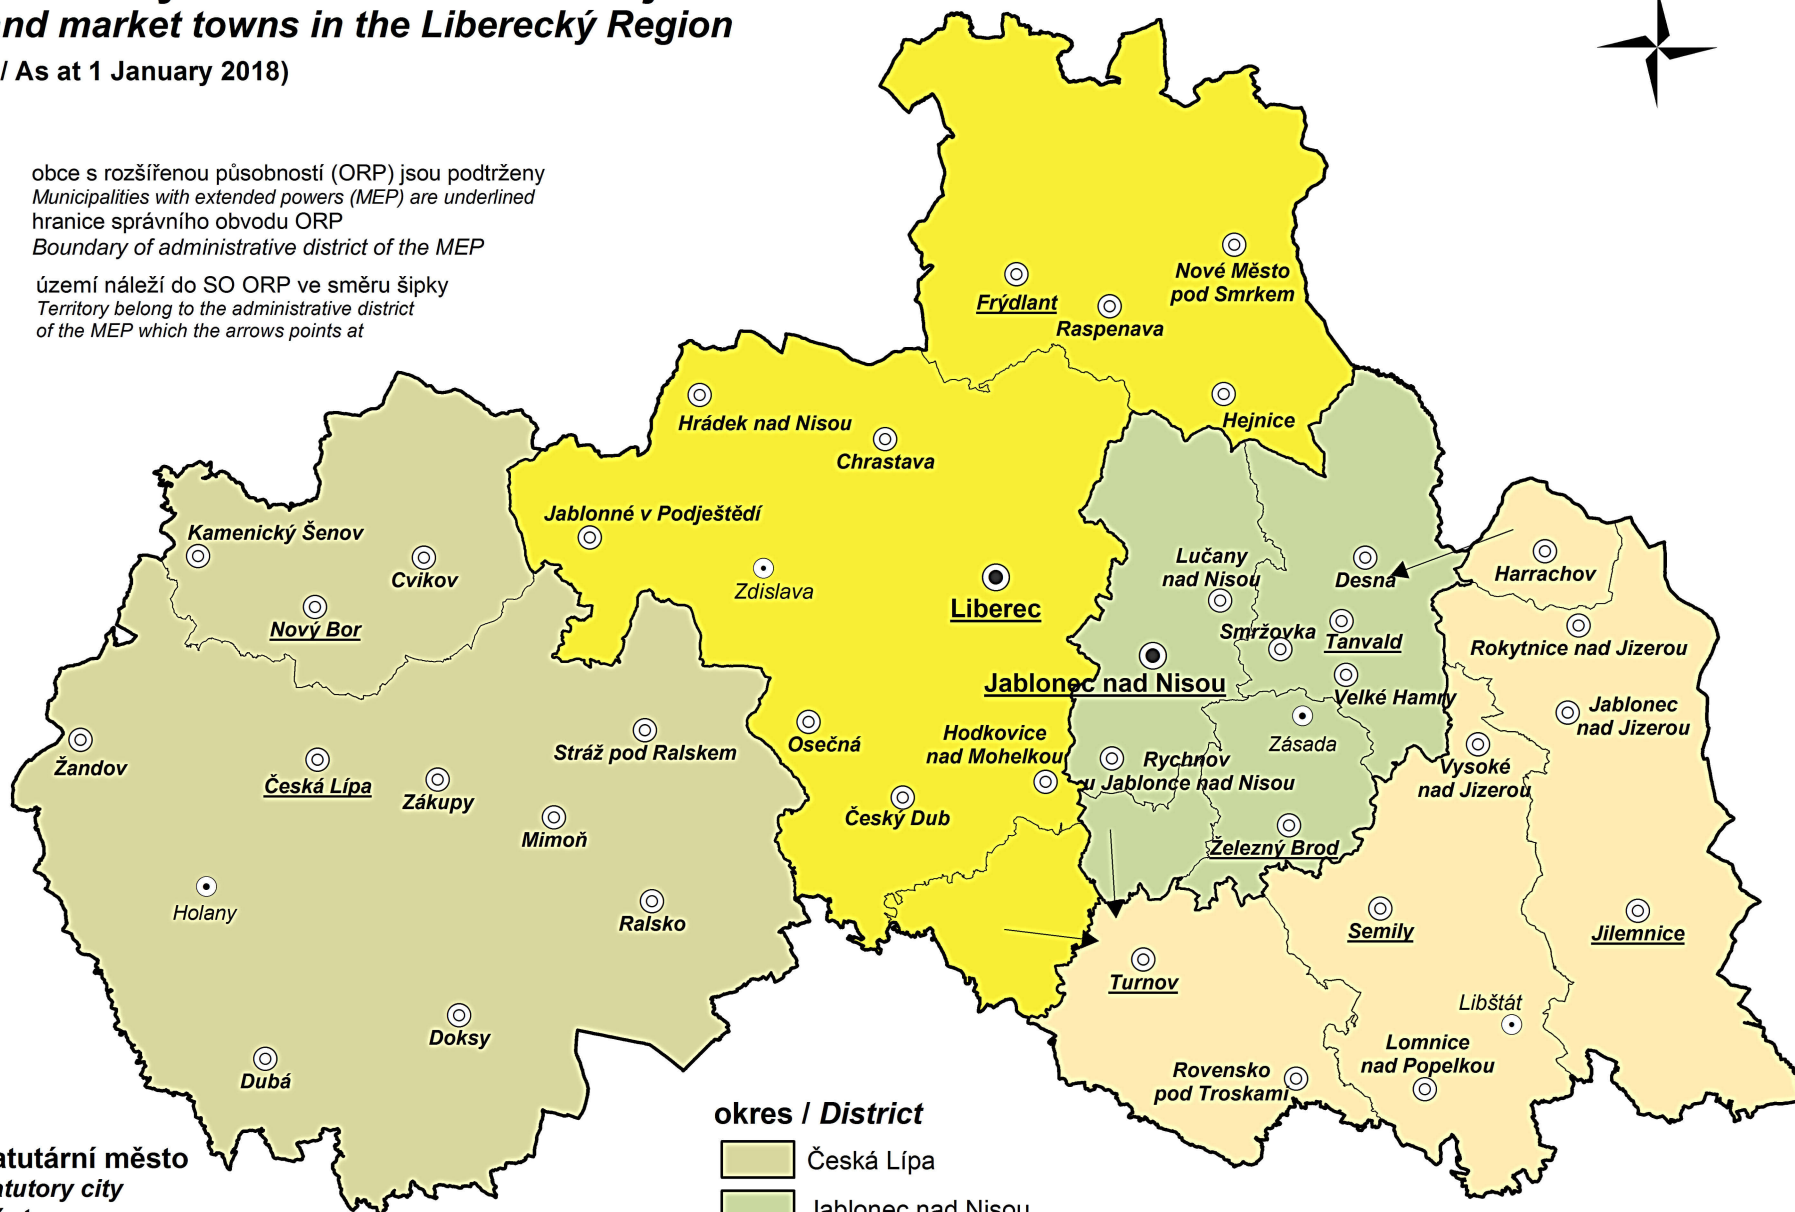 and market towns in the Liberecký Region
/ As at 1 January 2018)
obce s rozšířenou působností (ORP) jsou podtrženy
Municipalities with extended powers (MEP) are underlined
hranice správního obvodu ORP
Boundary of administrative district of the MEP
území náleží do SO ORP ve směru šipky
Territory belong to the administrative district
of the MEP which the arrows points at
Nové Město
pod Smrkem
Frýdlant
Raspenava
Hejnice
Hrádek nad Nisou
Chrastava
Jablonné v Podještědí
Zdislava
Liberec
Kamenický Šenov
Cvikov
Nový Bor
Lučany
nad Nisou
Desná
Harrachov
Smržovka
Tanvald
Rokytnice nad Jizerou
Jablonec nad Nisou
Velké Hamry
Jablonec
nad Jizerou
Žandov
Česká Lípa
Zákupy
Stráž pod Ralskem
Mimoň
Osečná
Hodkovice
nad Mohelkou
Český Dub
Rychnov
u Jablonce nad Nisou
Zásada
Vysoké
nad Jizerou
Železný Brod
Holany
Ralsko
Semily
Jilemnice
Turnov
Libštát
Doksy
Dubá
Lomnice
nad Popelkou
Rovensko
pod Troskami
okres / District
Česká Lípa
Jablonec nad Nisou
statutární město
statutory city